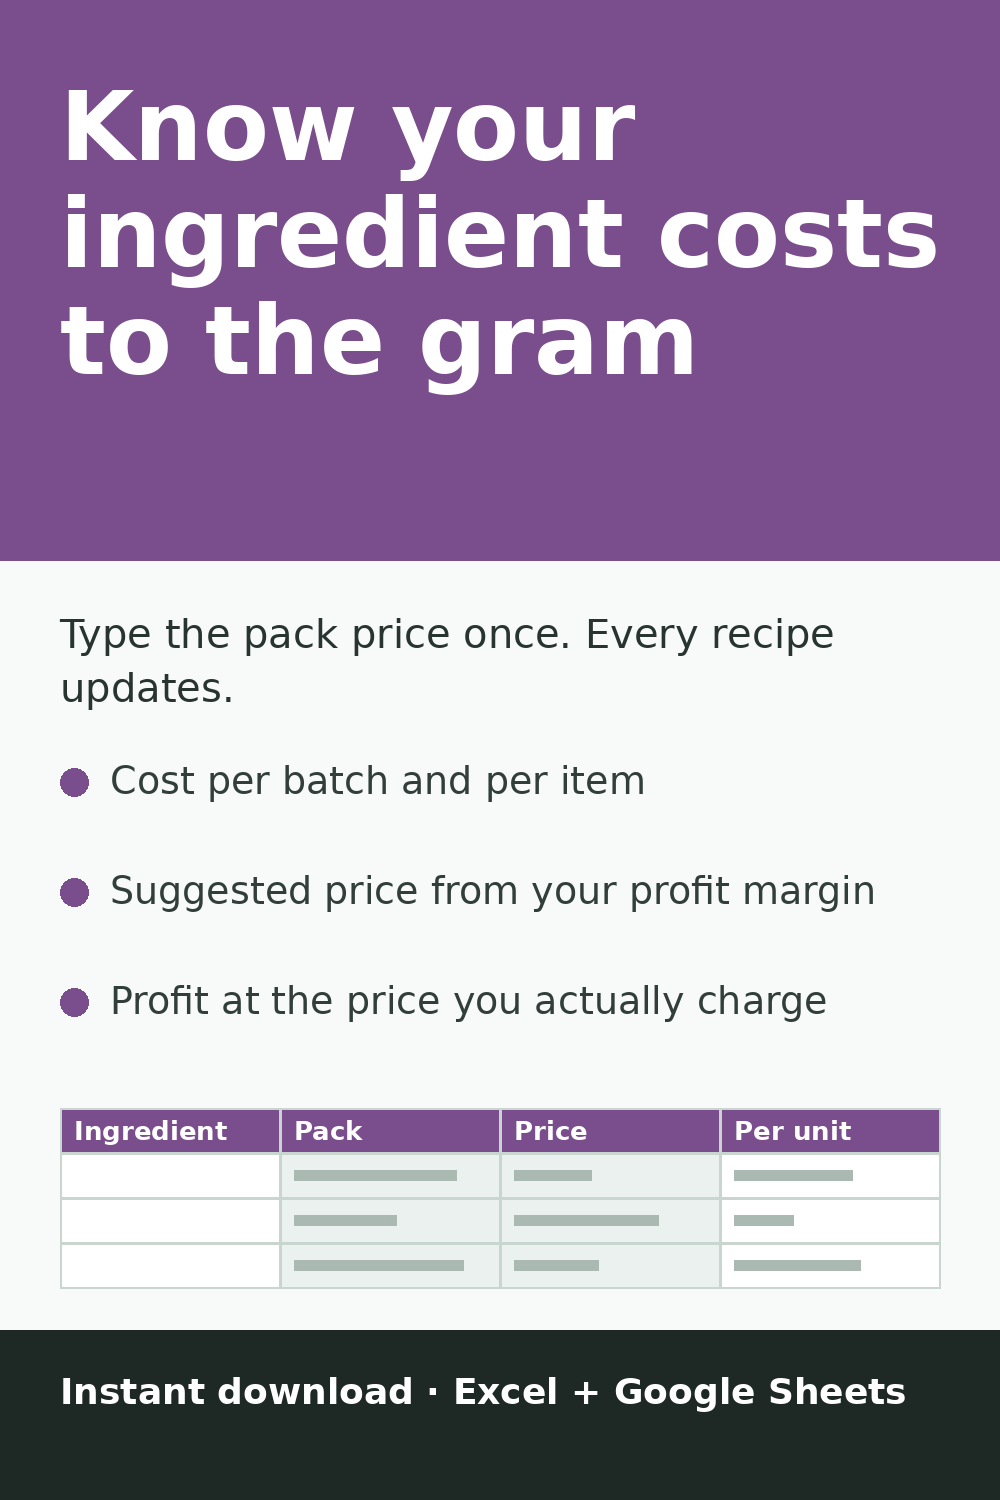 Know your
ingredient costs
to the gram
Type the pack price once. Every recipe
updates.
Cost per batch and per item
Suggested price from your profit margin
Profit at the price you actually charge
Ingredient Pack Price Per unit
Instant download · Excel + Google Sheets